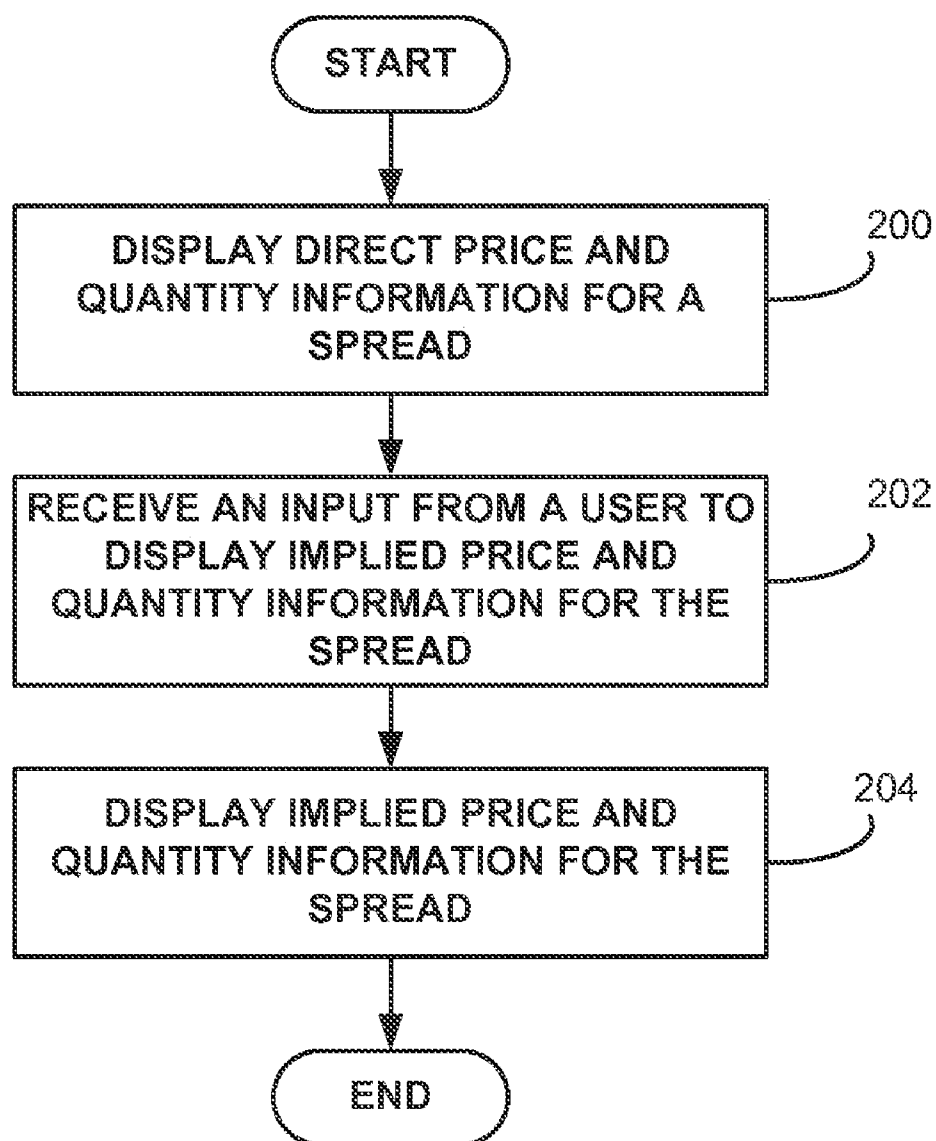 START
DISPLAY DIRECT PRICE AND
QUANTITY INFORMATION FOR A
SPREAD
200
RECEIVE AN INPUT FROM A USER TO
DISPLAY IMPLIED PRICE AND
QUANTITY INFORMATION FOR THE
SPREAD
202
DISPLAY IMPLIED PRICE AND
QUANTITY INFORMATION FOR THE
SPREAD
204
END